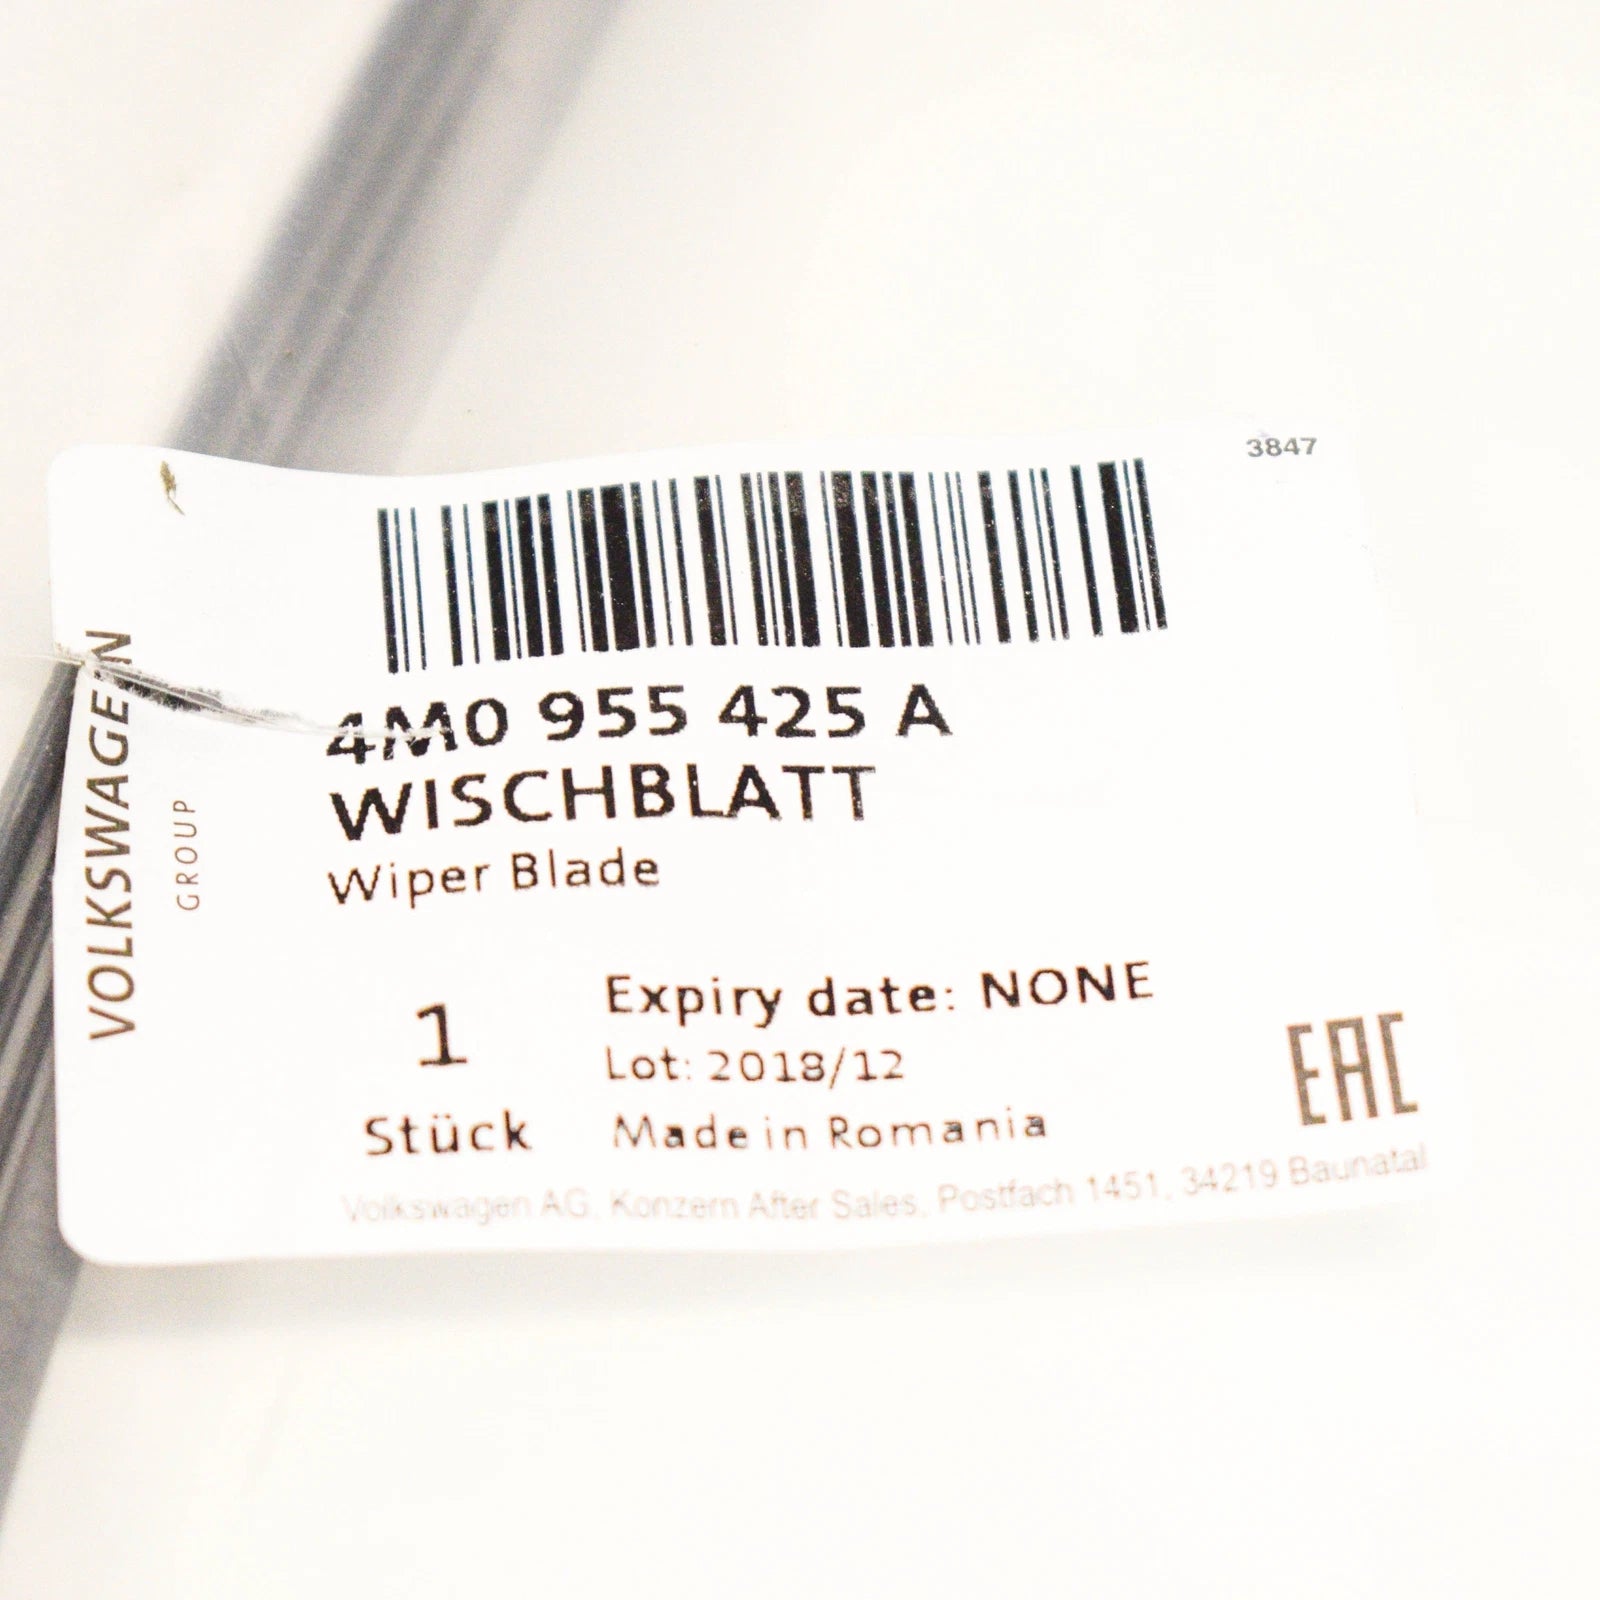 3847
4M0 955 425 A
WISCHBLATT
Wiper Blade
VOLKSWAGEN
GROUP
1
Stück
Expiry date: NONE
Lot: 2018/12
Made in Romania
EAC
Volkswagen AG, Konzern After Sales, Postfach 1451, 34219 Baunatal